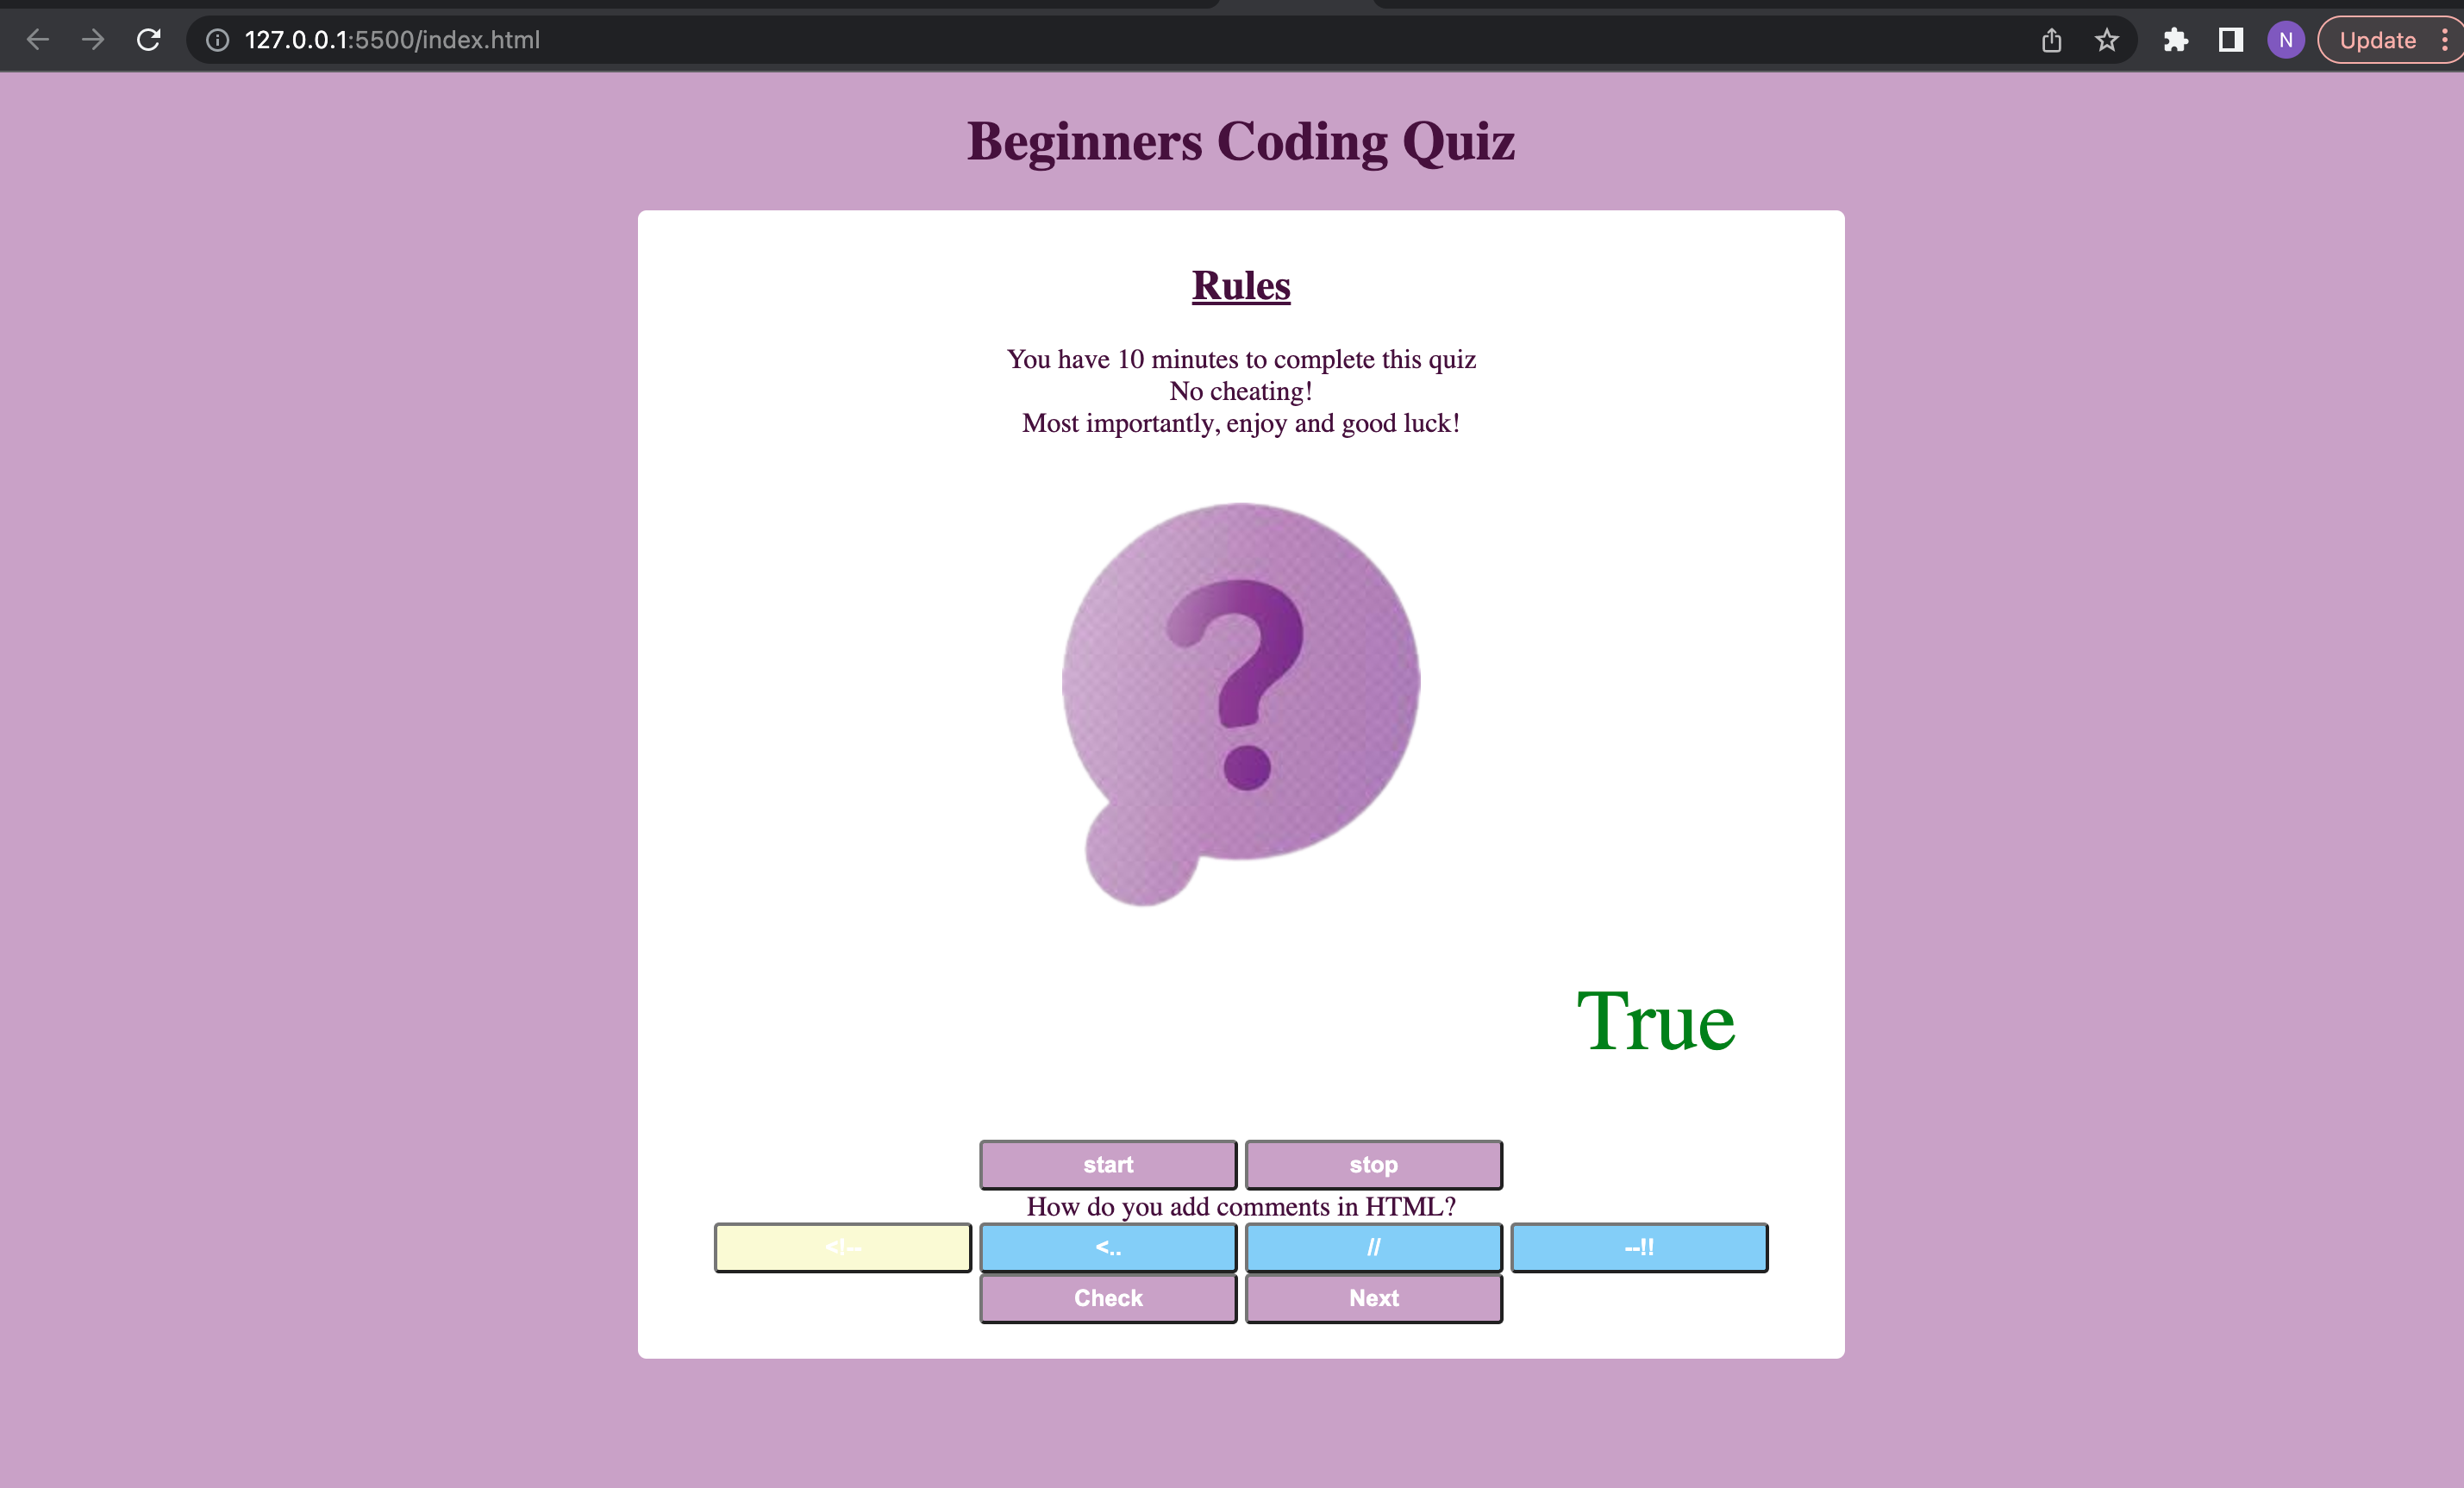 127.0.0.1:5500/index.html
N
Update
Beginners Coding Quiz
Rules
You have 10 minutes to complete this quiz
No cheating!
Most importantly, enjoy and good luck!
?
True
start stop
How do you add comments in HTML?
<!-- <.. // --!!
Check Next